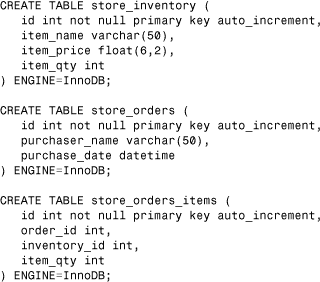 CREATE TABLE store_inventory (
   id int not null primary key auto_increment,
   item_name varchar(50),
   item_price float(6,2),
   item_qty int
) ENGINE=InnoDB;

CREATE TABLE store_orders (
   id int not null primary key auto_increment,
   purchaser_name varchar(50),
   purchase_date datetime
) ENGINE=InnoDB;

CREATE TABLE store_orders_items (
   id int not null primary key auto_increment,
   order_id int,
   inventory_id int,
   item_qty int
) ENGINE=InnoDB;